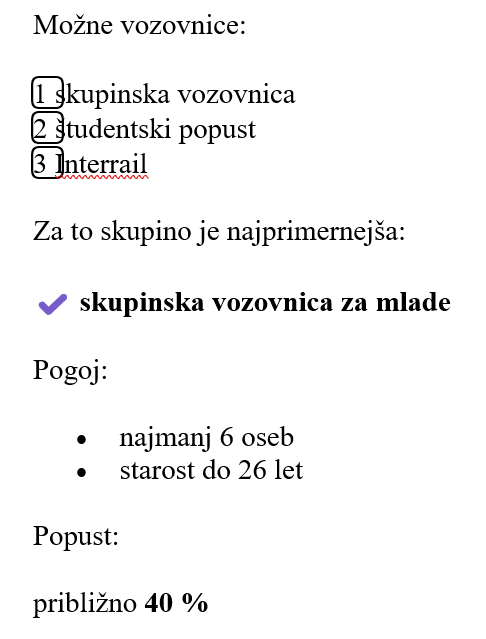 Možne vozovnice:
1 skupinska vozovnica
2 študentski popust
3 Interrail
Za to skupino je najprimernejša:
✔ skupinska vozovnica za mlade
Pogoj:
• najmanj 6 oseb
• starost do 26 let
Popust:
približno 40 %